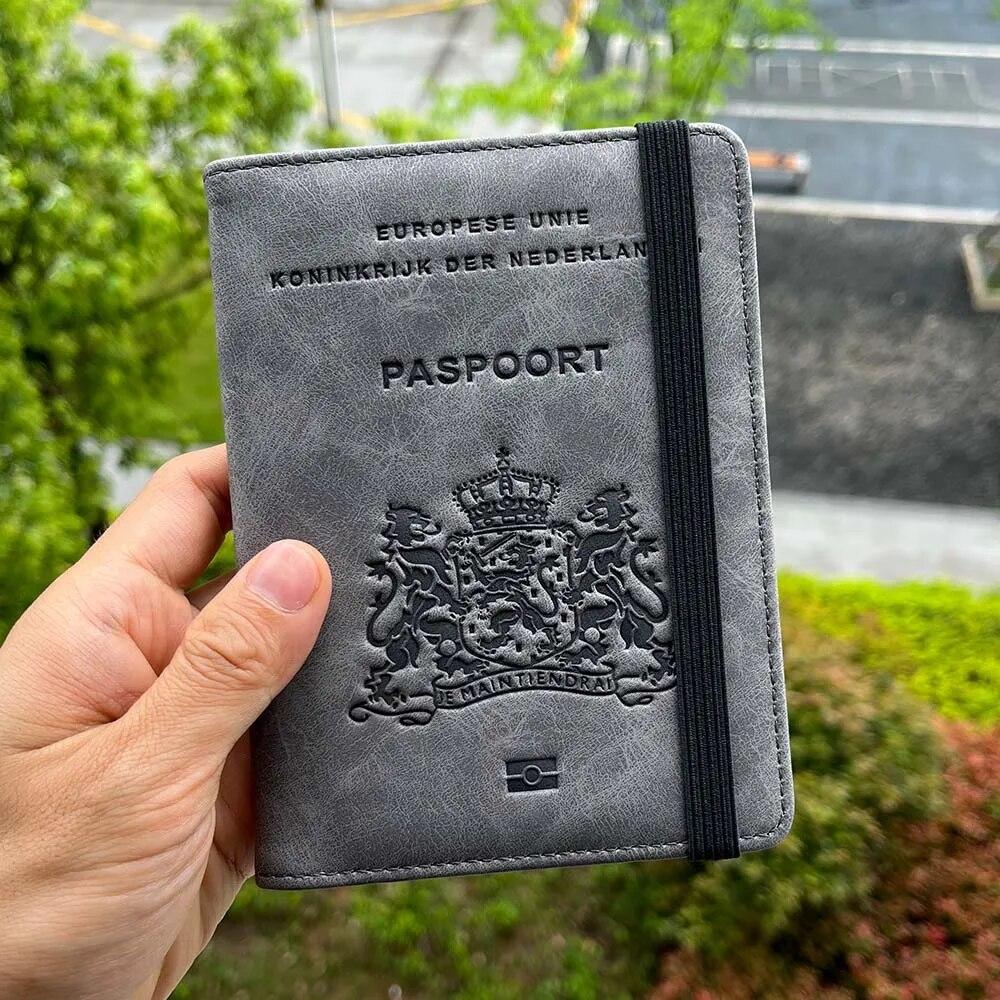 EUROPESE UNIE
KONINKRIJK DER NEDERLAN
PASPOORT
JE MAINTIENDRAI